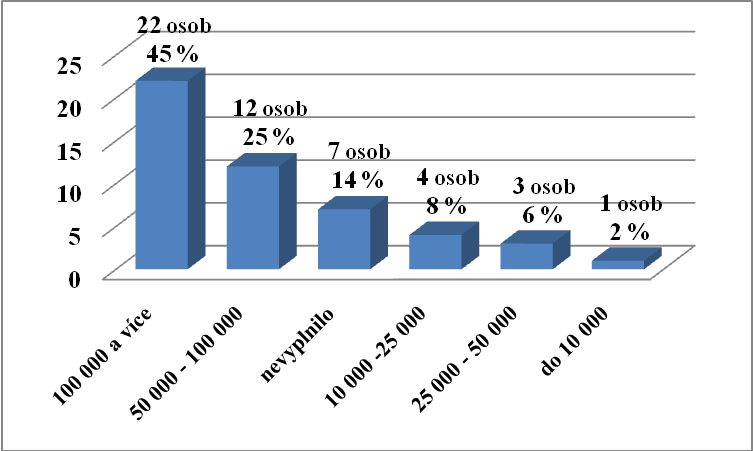 22 osob
45 %
12 osob
25 %
7 osob
14 %
4 osob
8 %
3 osob
6 %
1 osob
2 %
25
20
15
10
5
0
100 000 a více
50 000 - 100 000
nevyplnilo
10 000 -25 000
25 000 - 50 000
do 10 000